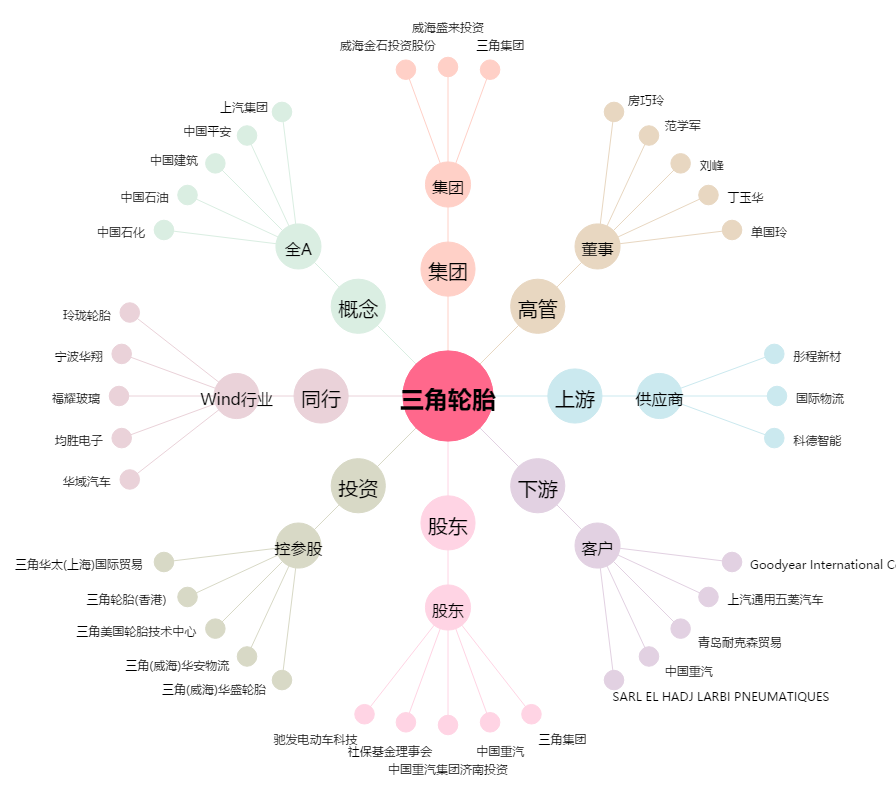 威海盛来投资
威海金石投资股份
三角集团
集团
集团
上汽集团
中国平安
中国建筑
中国石油
中国石化
全A
概念
房巧玲
范学军
刘峰
丁玉华
单国玲
董事
高管
玲珑轮胎
宁波华翔
福耀玻璃
均胜电子
华域汽车
Wind行业
同行
三角轮胎
上游
供应商
彤程新材
国际物流
科德智能
投资
控参股
三角华太(上海)国际贸易
三角轮胎(香港)
三角美国轮胎技术中心
三角(威海)华安物流
三角(威海)华盛轮胎
股东
股东
驰发电动车科技
社保基金理事会
中国重汽集团济南投资
中国重汽
三角集团
下游
客户
Goodyear International
上汽通用五菱汽车
青岛耐克森贸易
中国重汽
SARL EL HADJ LARBI PNEUMATIQUES